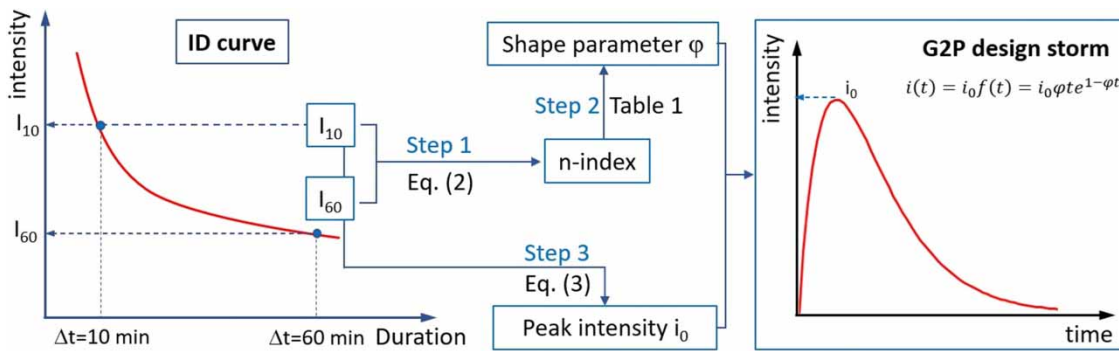 intensity
ID curve
I10
I60
Δt=10 min
Δt=60 min
Duration
I10
I60
Step 1
Eq. (2)
Shape parameter φ
Step 2
Table 1
n-index
Step 3
Eq. (3)
Peak intensity i0
G2P design storm
intensity
i0
i(t) = i0f(t) = i0φte^1−φt
time